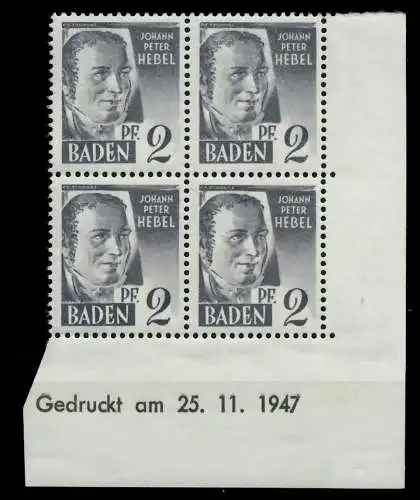 JOHANN
PETER
HEBEL
PF. 2
BADEN
JOHANN
PETER
HEBEL
PF. 2
BADEN
JOHANN
PETER
HEBEL
PF. 2
BADEN
JOHANN
PETER
HEBEL
PF. 2
BADEN
Gedruckt am 25. 11. 1947